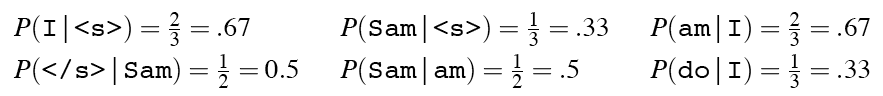 P(I|<s>) = 2/3 = .67 P(Sam|<s>) = 1/3 = .33 P(am|I) = 2/3 = .67
P(</s>|Sam) = 1/2 = 0.5 P(Sam|am) = 1/2 = .5 P(do|I) = 1/3 = .33